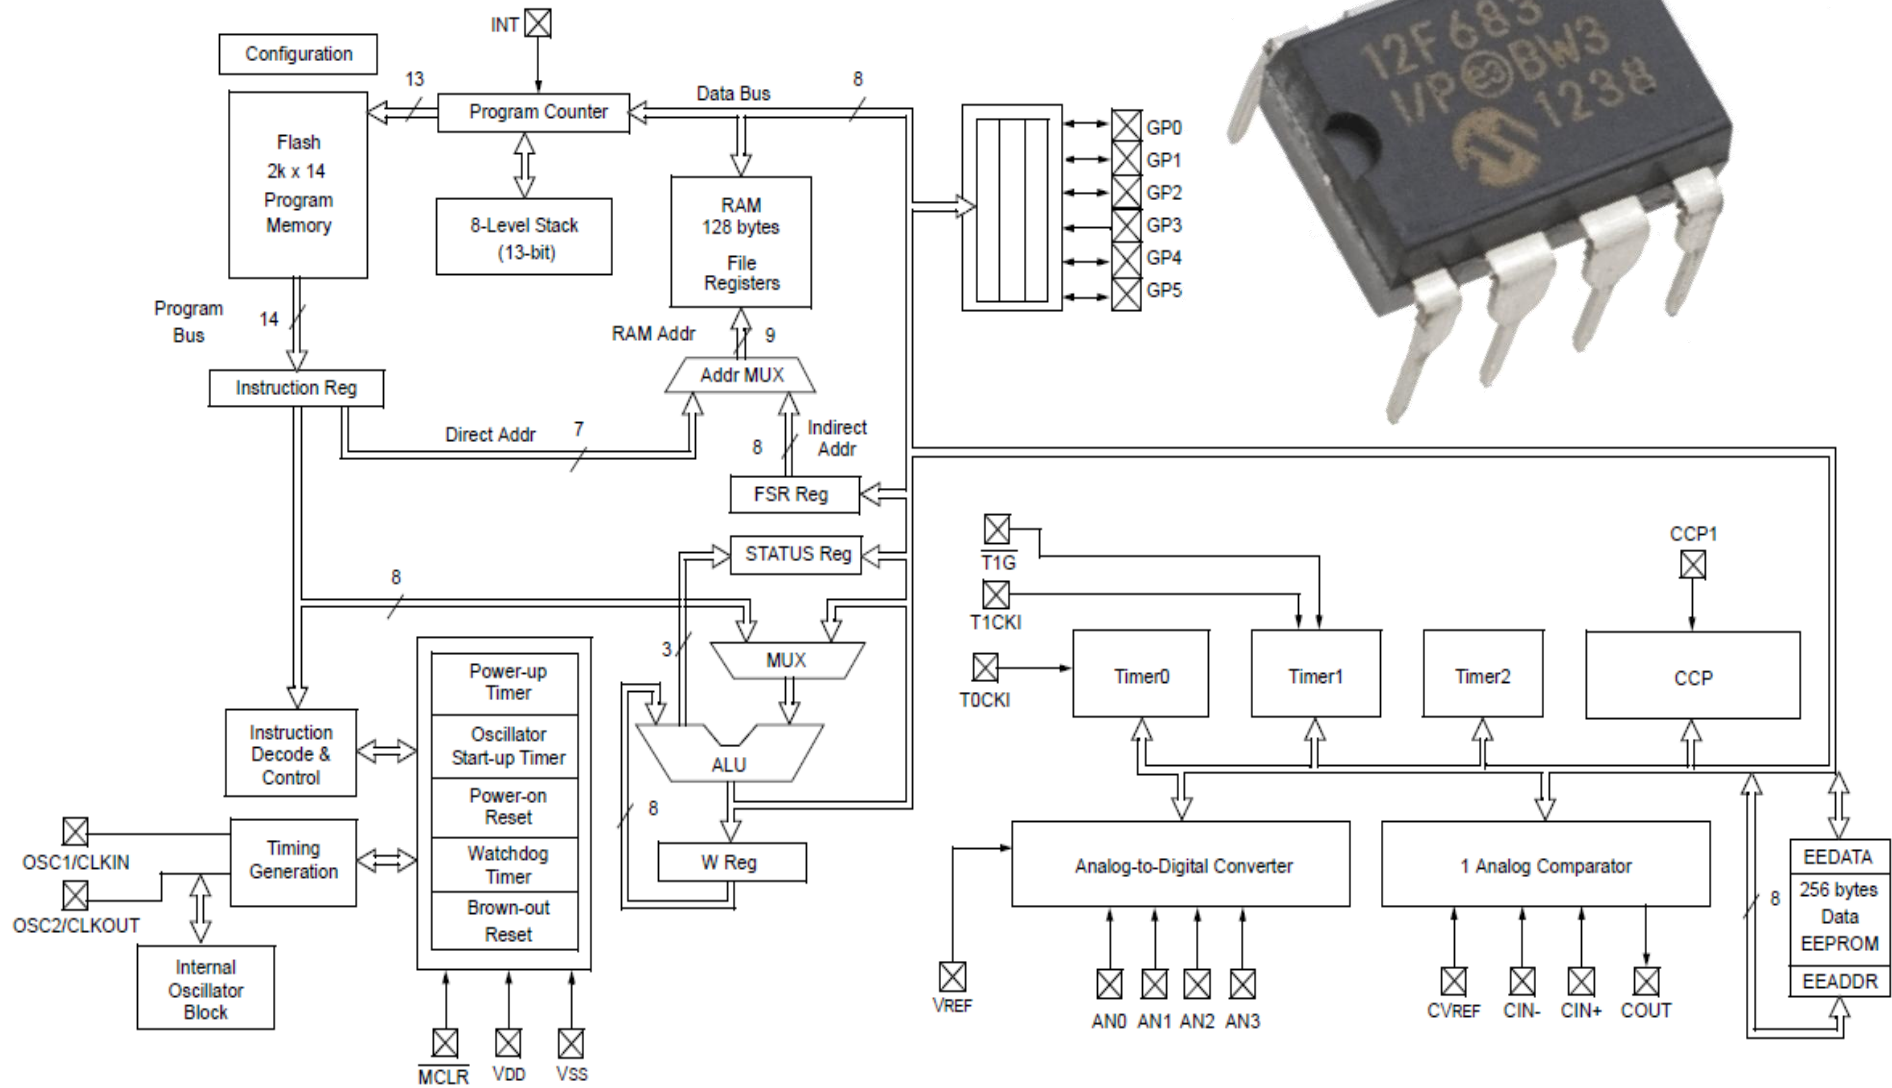 INT
Configuration
13
Data Bus
8
Program Counter
Flash
2k x 14
Program
Memory
8-Level Stack
(13-bit)
RAM
128 bytes
File
Registers
GP0
GP1
GP2
GP3
GP4
GP5
12F683
I/P e3 BW3
1238
Program
Bus
14
RAM Addr
9
Addr MUX
Instruction Reg
Direct Addr
7
Indirect
Addr
8
FSR Reg
STATUS Reg
8
3
MUX
ALU
8
W Reg
Power-up
Timer
Oscillator
Start-up Timer
Power-on
Reset
Watchdog
Timer
Brown-out
Reset
Instruction
Decode &
Control
Timing
Generation
OSC1/CLKIN
OSC2/CLKOUT
Internal
Oscillator
Block
MCLR
VDD
VSS
T1G
T1CKI
T0CKI
CCP1
Timer0
Timer1
Timer2
CCP
Analog-to-Digital Converter
1 Analog Comparator
VREF
AN0
AN1
AN2
AN3
CVREF
CIN-
CIN+
COUT
8
EEDATA
256 bytes
Data
EEPROM
EEADDR